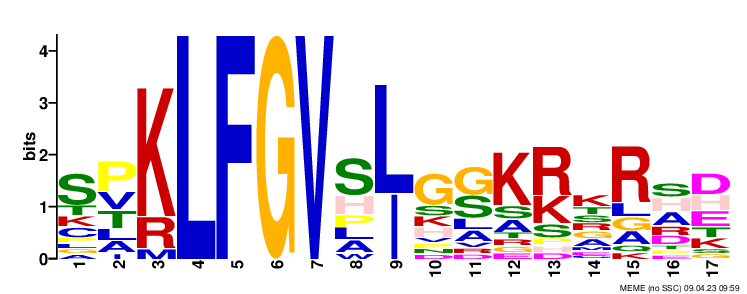 bits
4
3
2
1
0
S P K L F G V S L G G K R K R S D
T V R H I S S S K T L H H
K T M P K L A S S G A E
C L L H A T D R A R T
L A A V V R G D K
G I W N R G A K T S
A D E D E G G
1 2 3 4 5 6 7 8 9 10 11 12 13 14 15 16 17
MEME (no SSC) 09.04.23 09:59